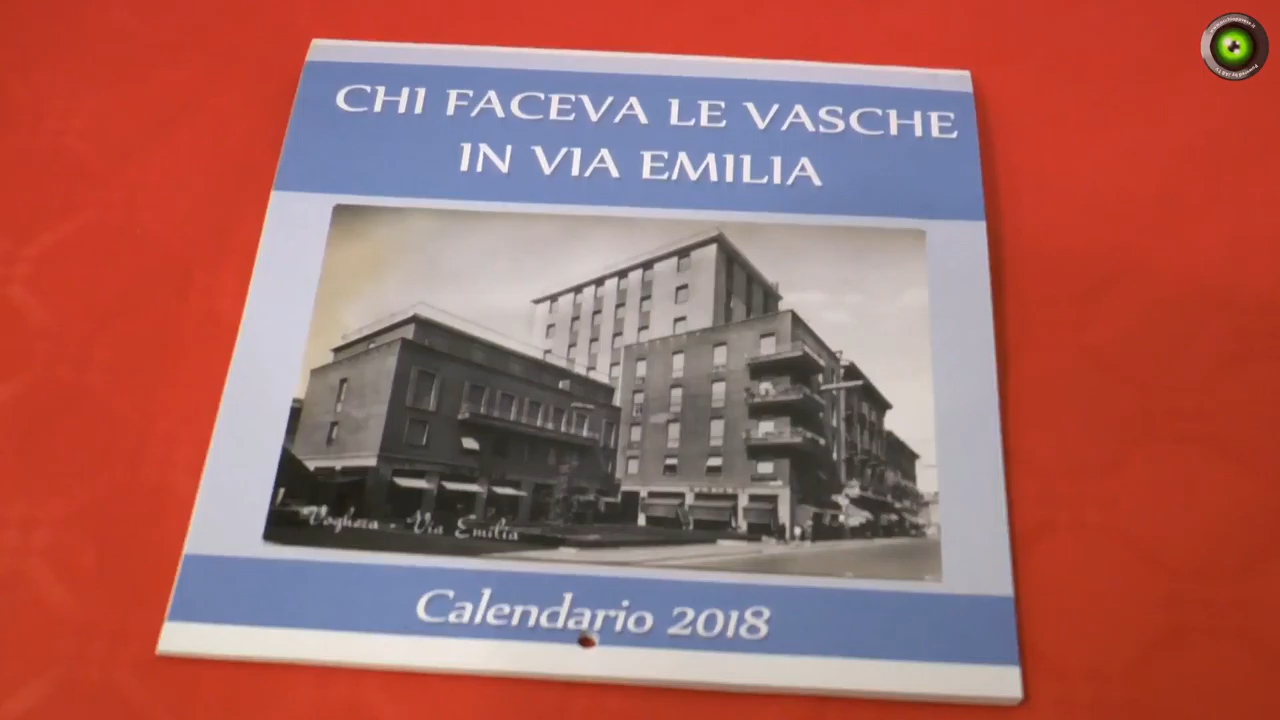 CHI FACEVA LE VASCHE
IN VIA EMILIA
Voghera - Via Emilia
Calendario 2018